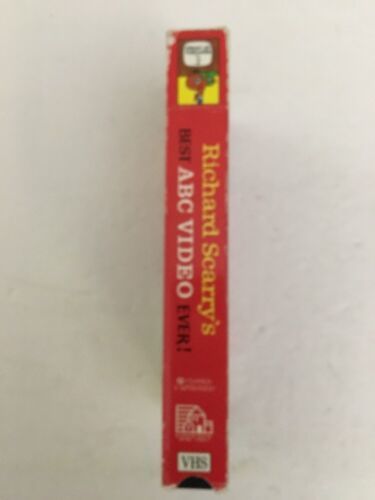 Richard Scarry's
BEST ABC VIDEO EVER!
VHS